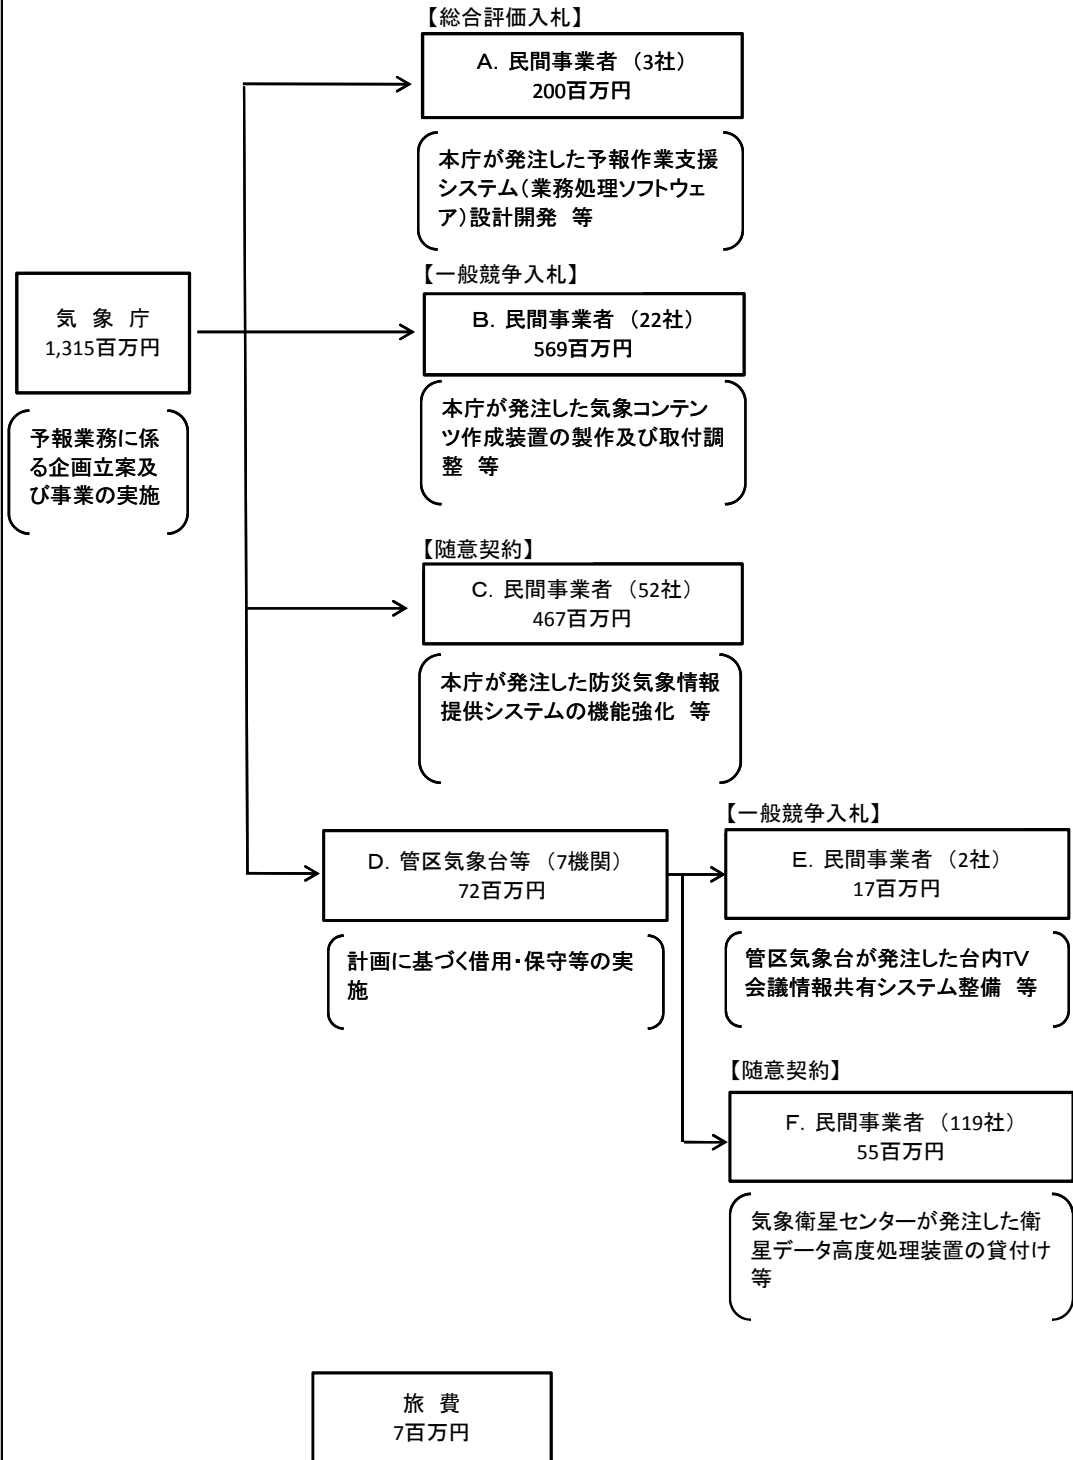 【総合評価入札】
A. 民間事業者 （3社）
200百万円
本庁が発注した予報作業支援
システム（業務処理ソフトウェ
ア）設計開発 等
【一般競争入札】
気 象 庁
1,315百万円
B. 民間事業者 （22社）
569百万円
予報業務に係
る企画立案及
び事業の実施
本庁が発注した気象コンテン
ツ作成装置の製作及び取付調
整 等
【随意契約】
C. 民間事業者 （52社）
467百万円
本庁が発注した防災気象情報
提供システムの機能強化 等
【一般競争入札】
D. 管区気象台等 （7機関）
72百万円
E. 民間事業者 （2社）
17百万円
計画に基づく借用・保守等の実
施
管区気象台が発注した台内TV
会議情報共有システム整備 等
【随意契約】
F. 民間事業者 （119社）
55百万円
気象衛星センターが発注した衛
星データ高度処理装置の貸付け
等
旅 費
7百万円